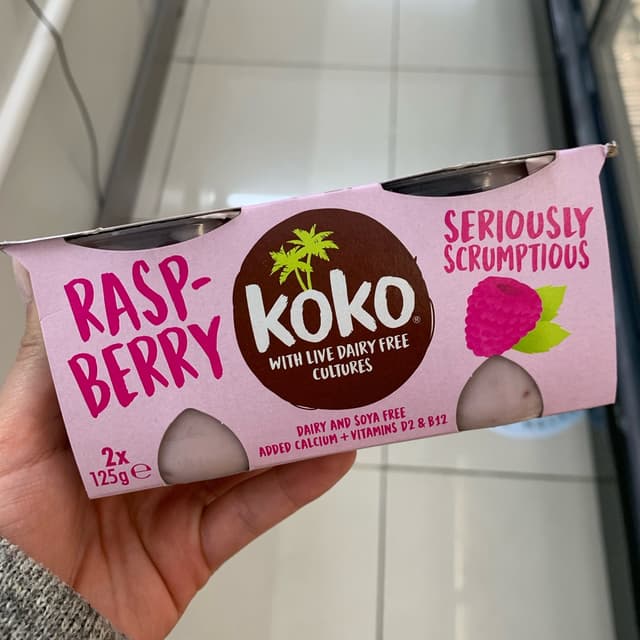 RASP-
BERRY
2x
125g e
KOKO®
WITH LIVE DAIRY FREE
CULTURES
DAIRY AND SOYA FREE
ADDED CALCIUM + VITAMINS D2 & B12
SERIOUSLY
SCRUMPTIOUS